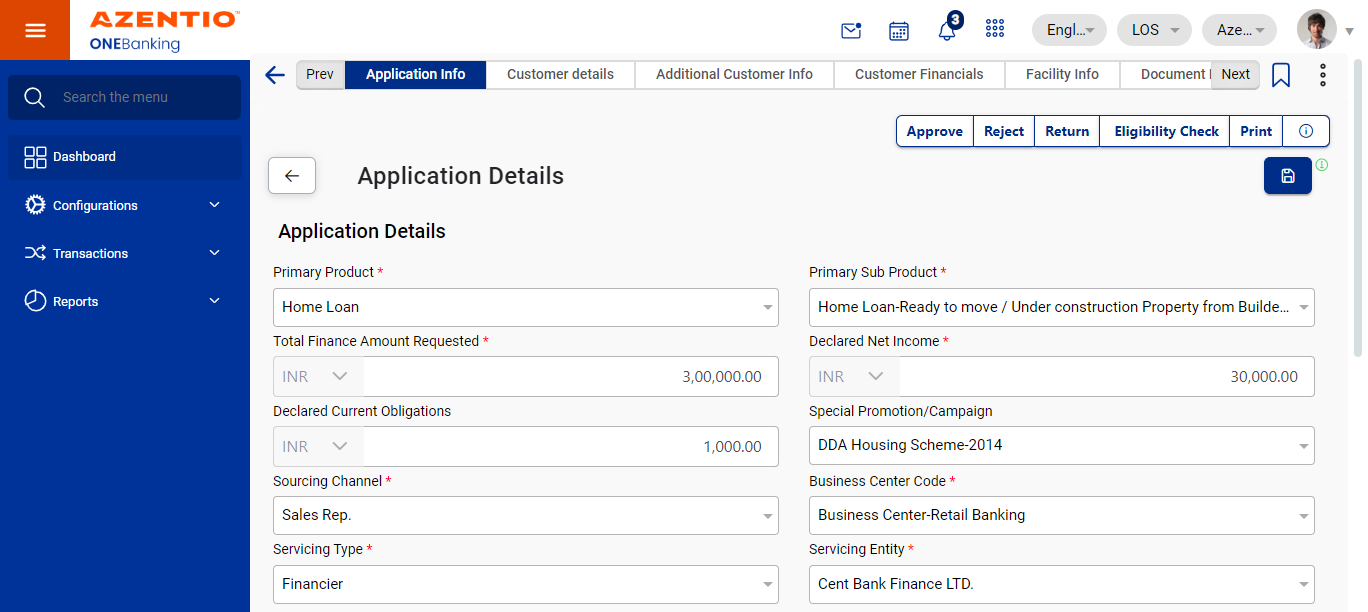 AZENTIO™
ONEBanking
3
Engl...
LOS
Aze...
Prev
Application Info
Customer details
Additional Customer Info
Customer Financials
Facility Info
Document
Next
Search the menu
Dashboard
Configurations
Transactions
Reports
Approve
Reject
Return
Eligibility Check
Print
Application Details
Application Details
Primary Product *
Primary Sub Product *
Home Loan
Home Loan-Ready to move / Under construction Property from Builde...
Total Finance Amount Requested *
Declared Net Income *
INR 3,00,000.00
INR 30,000.00
Declared Current Obligations
Special Promotion/Campaign
INR 1,000.00
DDA Housing Scheme-2014
Sourcing Channel *
Business Center Code *
Sales Rep.
Business Center-Retail Banking
Servicing Type *
Servicing Entity *
Financier
Cent Bank Finance LTD.